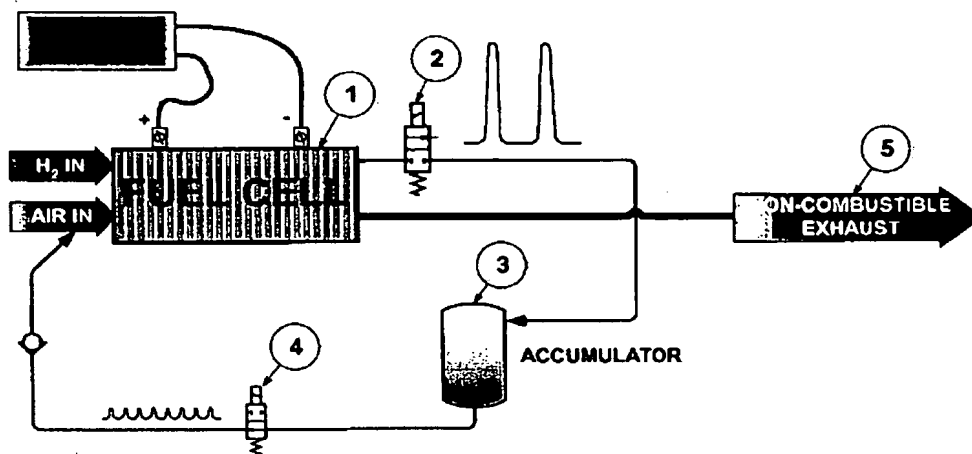 2
1
5
+
-
H₂ IN
FUEL CELL
AIR IN
ON-COMBUSTIBLE
EXHAUST
3
4
ACCUMULATOR